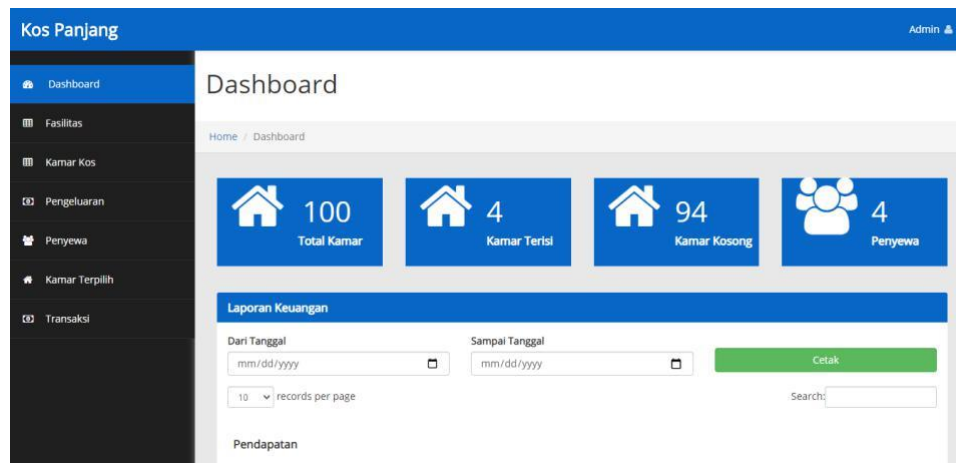 Kos Panjang
Admin
Dashboard
Fasilitas
Kamar Kos
Pengeluaran
Penyewa
Kamar Terpilih
Transaksi
Dashboard
Home / Dashboard
100
Total Kamar
4
Kamar Terisi
94
Kamar Kosong
4
Penyewa
Laporan Keuangan
Dari Tanggal
mm/dd/yyyy
Sampai Tanggal
mm/dd/yyyy
Cetak
10 records per page
Search:
Pendapatan